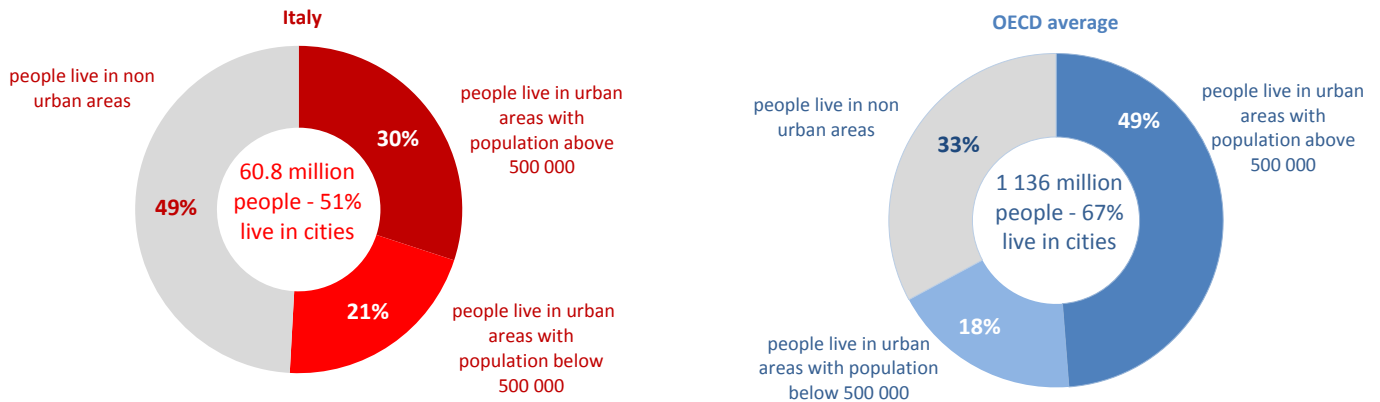 Italy
people live in non
urban areas
people live in urban
areas with
population above
500 000
30%
60.8 million
people - 51%
live in cities
49%
21%
people live in urban
areas with
population below
500 000
OECD average
people live in non
urban areas
people live in urban
areas with
population above
500 000
49%
33%
1 136 million
people - 67%
live in cities
18%
people live in urban
areas with population
below 500 000